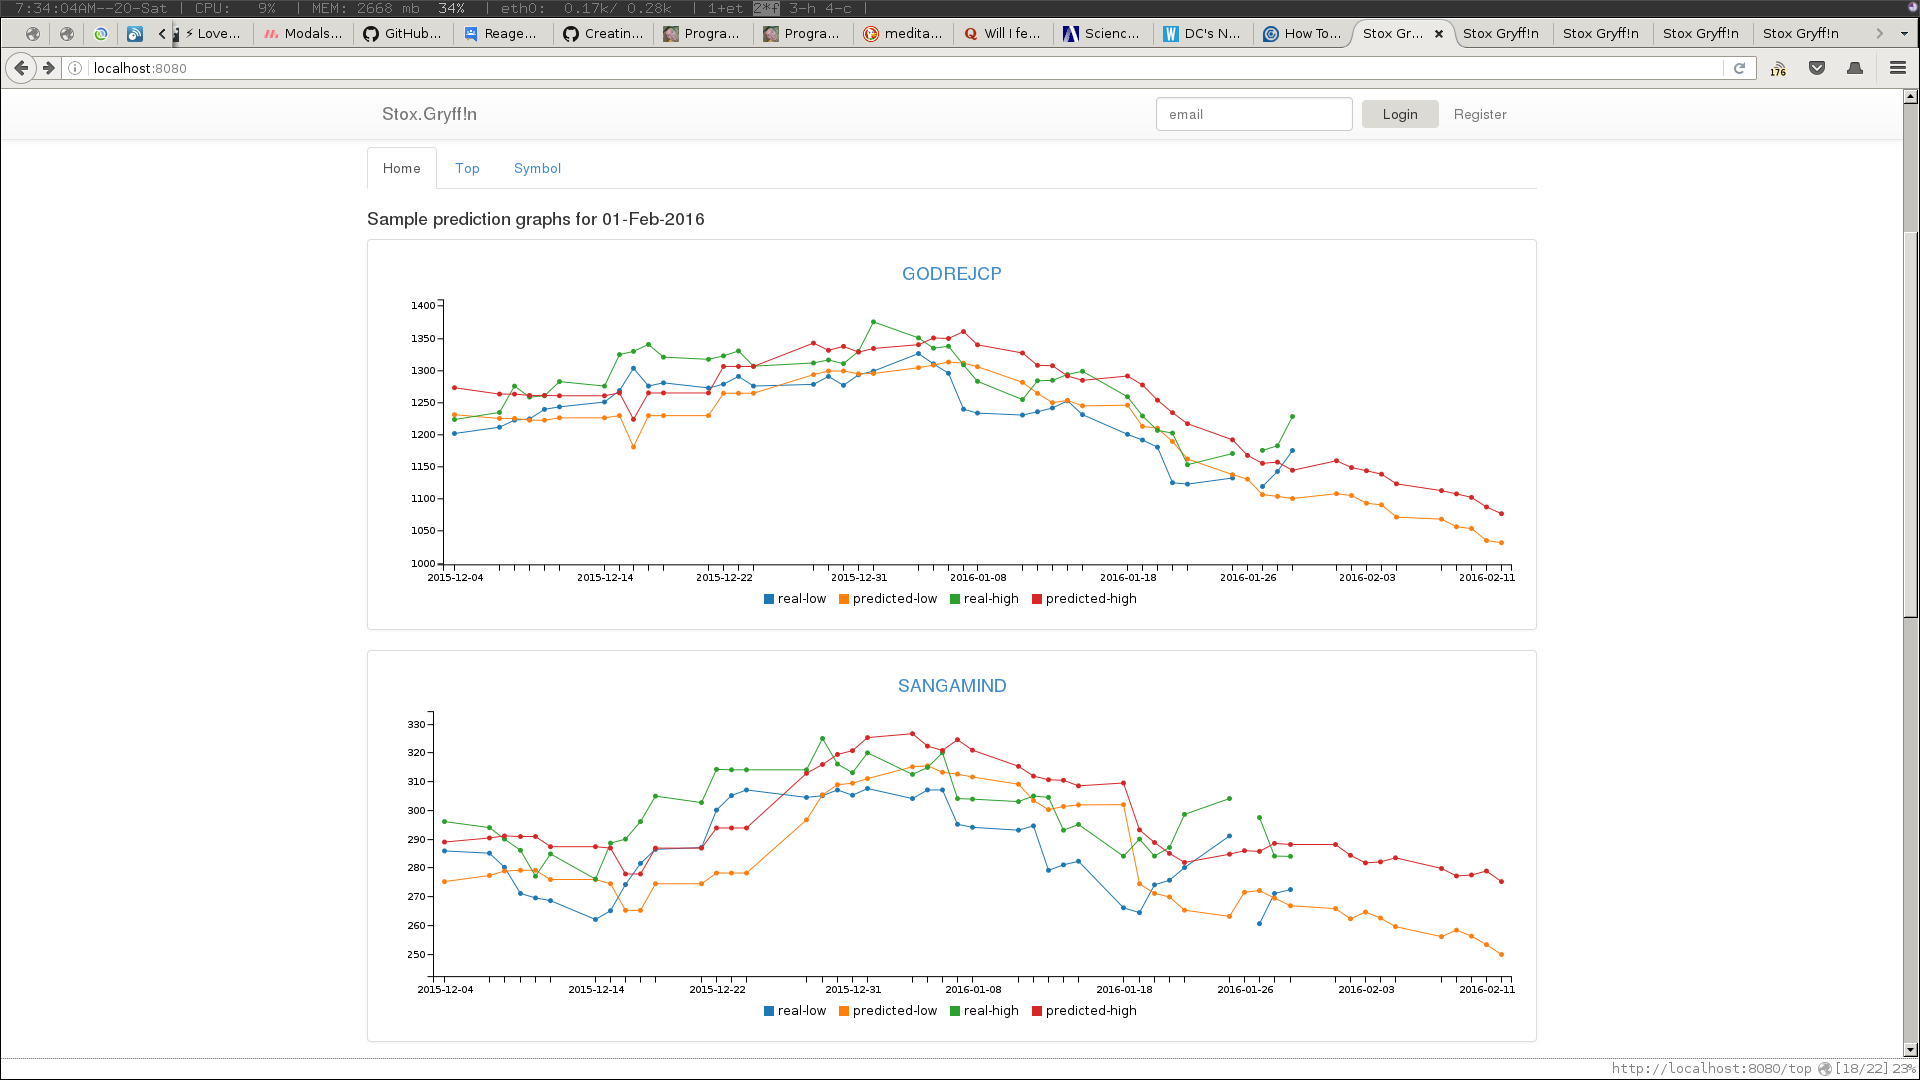 7:34:04AM--20-Sat | CPU: 9% | MEM: 2668 mb 34% | eth0: 0.17k/ 0.28k | 1+et 2*f 3-h 4-c |
⚡ Love... Modals... GitHub... Reage... Creatin... Progra... Progra... medita... Will I fe... Scienc... DC's N... How To... Stox Gr... Stox Gryff!n Stox Gryff!n Stox Gryff!n Stox Gryff!n
localhost:8080 176
Stox.Gryff!n email Login Register
Home Top Symbol
Sample prediction graphs for 01-Feb-2016
GODREJCP
1400
1350
1300
1250
1200
1150
1100
1050
1000
2015-12-04 2015-12-14 2015-12-22 2015-12-31 2016-01-08 2016-01-18 2016-01-26 2016-02-03 2016-02-11
real-low predicted-low real-high predicted-high
SANGAMIND
330
320
310
300
290
280
270
260
250
2015-12-04 2015-12-14 2015-12-22 2015-12-31 2016-01-08 2016-01-18 2016-01-26 2016-02-03 2016-02-11
real-low predicted-low real-high predicted-high
http://localhost:8080/top [18/22] 23%